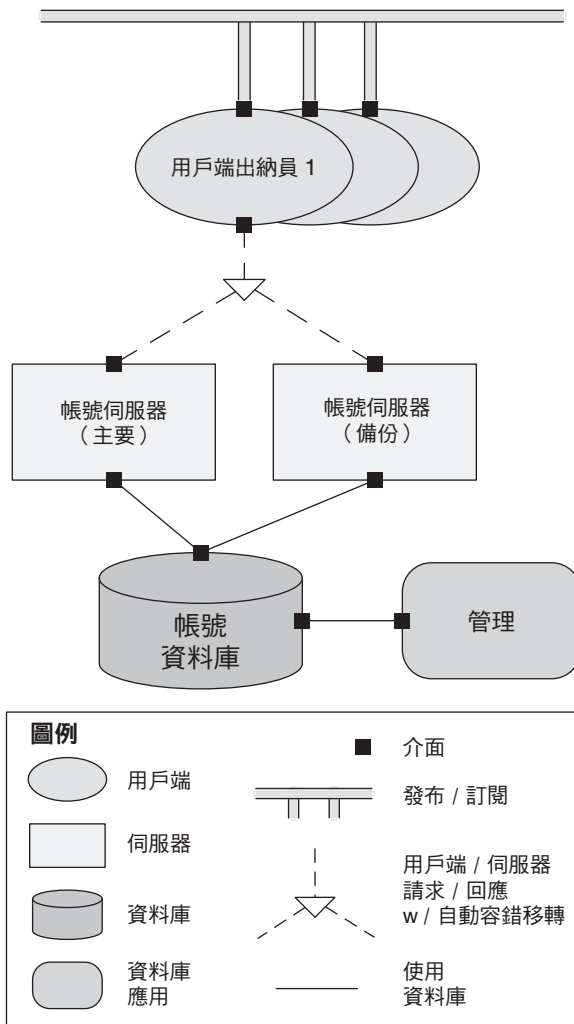 用戶端出納員 1
帳號伺服器
（主要）
帳號伺服器
（備份）
帳號
資料庫
管理
圖例
用戶端
伺服器
資料庫
資料庫
應用
介面
發布 / 訂閱
用戶端 / 伺服器
請求 / 回應
w / 自動容錯移轉
使用
資料庫